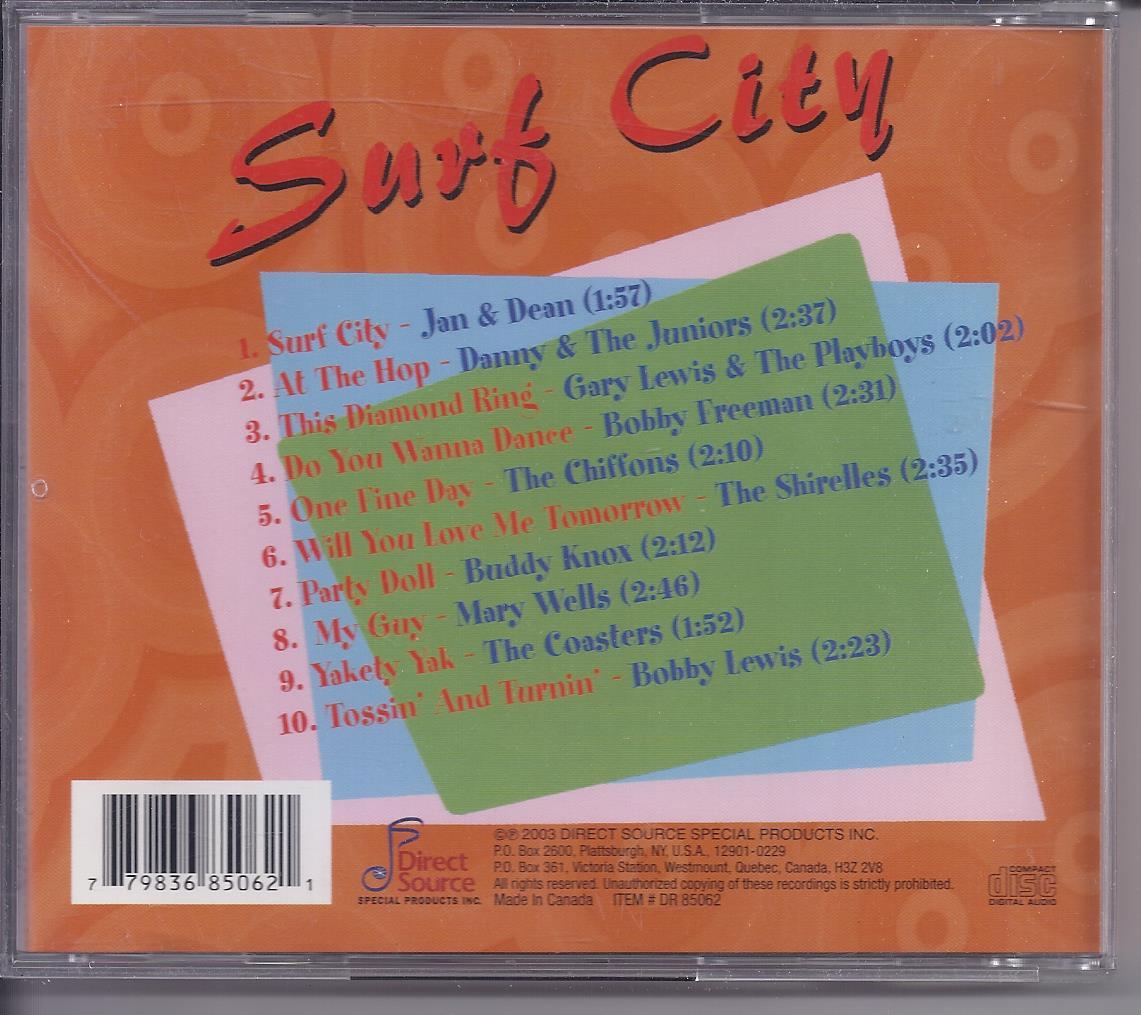 Surf City
1. Surf City - Jan & Dean (1:57)
2. At The Hop - Danny & The Juniors (2:37)
3. This Diamond Ring - Gary Lewis & The Playboys (2:02)
4. Do You Wanna Dance - Bobby Freeman (2:31)
5. One Fine Day - The Chiffons (2:10)
6. Will You Love Me Tomorrow - The Shirelles (2:35)
7. Party Doll - Buddy Knox (2:12)
8. My Guy - Mary Wells (2:46)
9. Yakety Yak - The Coasters (1:52)
10. Tossin' And Turnin' - Bobby Lewis (2:23)
7 79836 85062 1
Direct
Source
SPECIAL PRODUCTS INC.
©℗ 2003 DIRECT SOURCE SPECIAL PRODUCTS INC.
P.O. Box 2600, Plattsburgh, NY, U.S.A., 12901-0229
P.O. Box 361, Victoria Station, Westmount, Quebec, Canada, H3Z 2V8
All rights reserved. Unauthorized copying of these recordings is strictly prohibited.
Made In Canada ITEM # DR 85062
COMPACT
disc
DIGITAL AUDIO